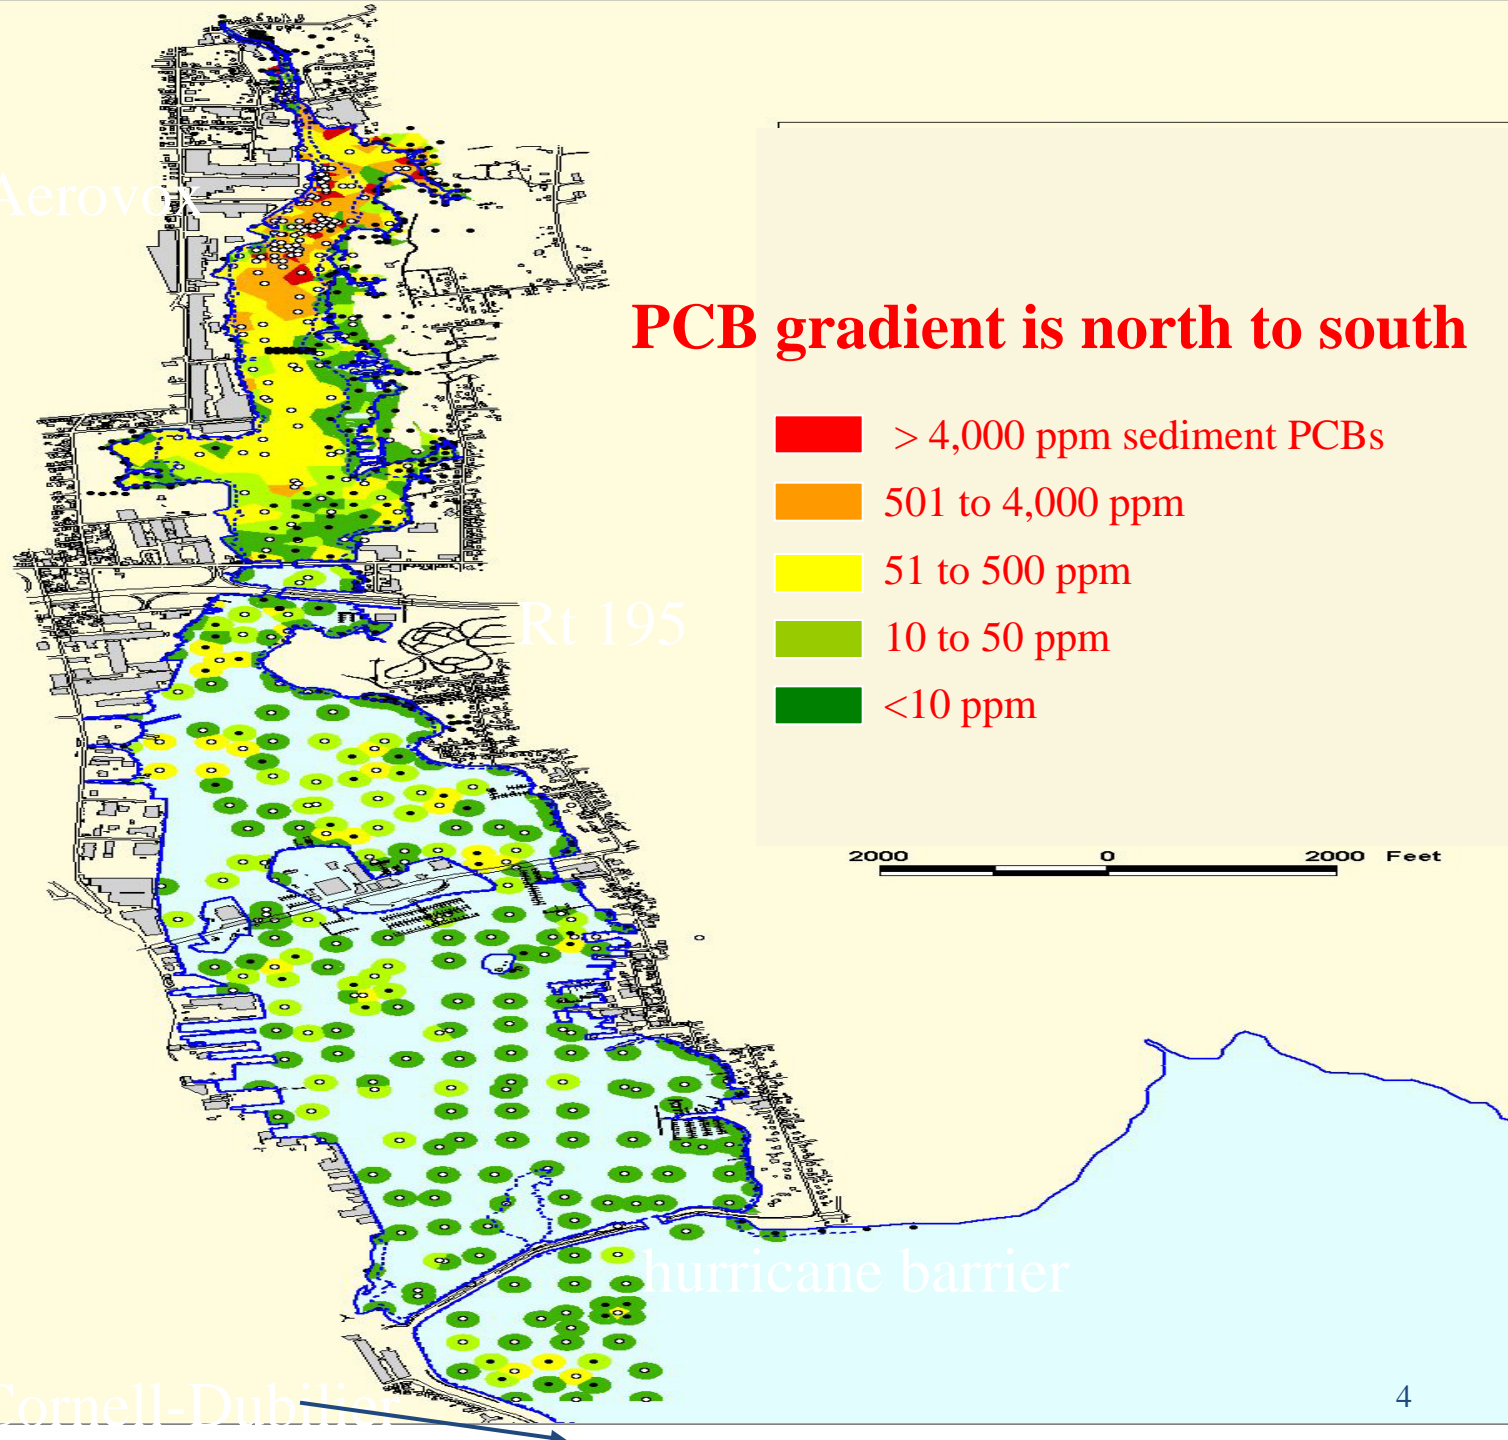 Aerovox
PCB gradient is north to south
> 4,000 ppm sediment PCBs
501 to 4,000 ppm
51 to 500 ppm
10 to 50 ppm
<10 ppm
Rt 195
2000 0 2000 Feet
hurricane barrier
Cornell-Dubilier
4